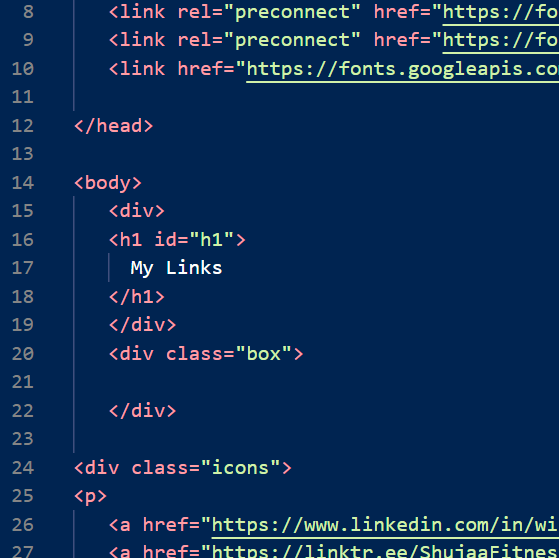 8 <link rel="preconnect" href="https://fo
9 <link rel="preconnect" href="https://fo
10 <link href="https://fonts.googleapis.co
11
12 </head>
13
14 <body>
15 <div>
16 <h1 id="h1">
17 My Links
18 </h1>
19 </div>
20 <div class="box">
21
22 </div>
23
24 <div class="icons">
25 <p>
26 <a href="https://www.linkedin.com/in/wi
27 <a href="https://linktr.ee/ShujaaFitnes